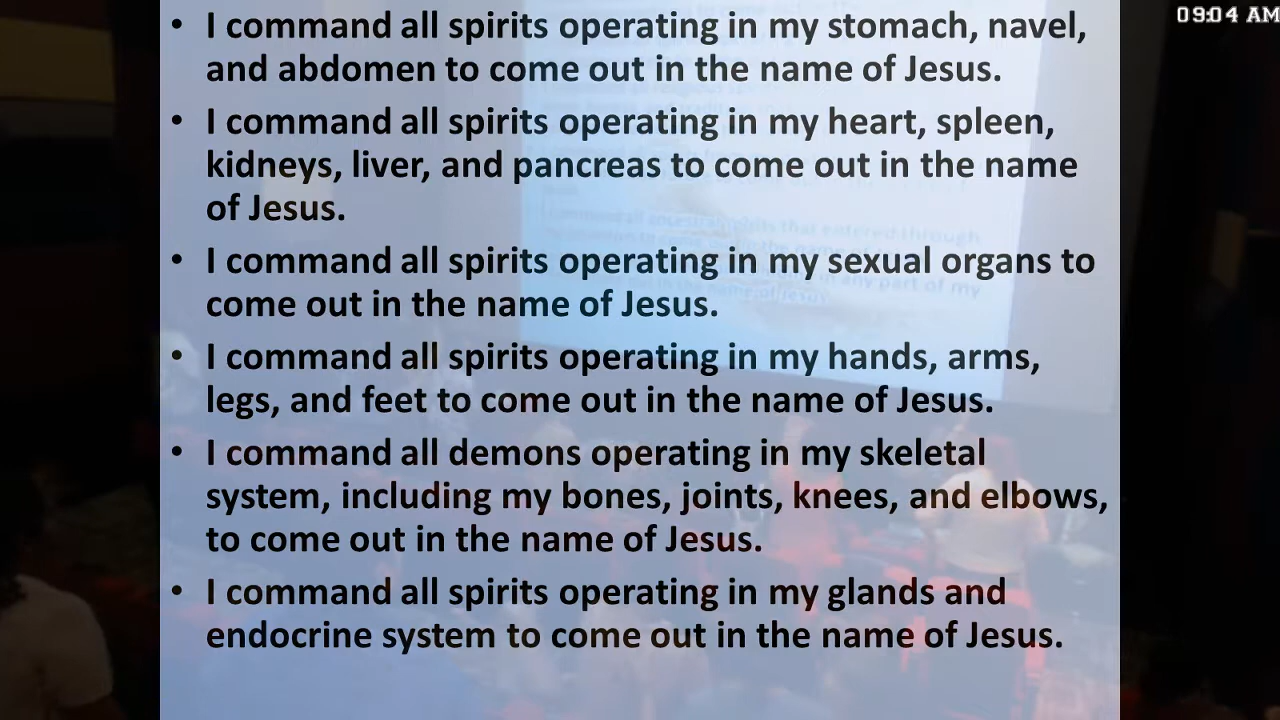 09:04 AM
• I command all spirits operating in my stomach, navel,
and abdomen to come out in the name of Jesus.
• I command all spirits operating in my heart, spleen,
kidneys, liver, and pancreas to come out in the name
of Jesus.
• I command all spirits operating in my sexual organs to
come out in the name of Jesus.
• I command all spirits operating in my hands, arms,
legs, and feet to come out in the name of Jesus.
• I command all demons operating in my skeletal
system, including my bones, joints, knees, and elbows,
to come out in the name of Jesus.
• I command all spirits operating in my glands and
endocrine system to come out in the name of Jesus.